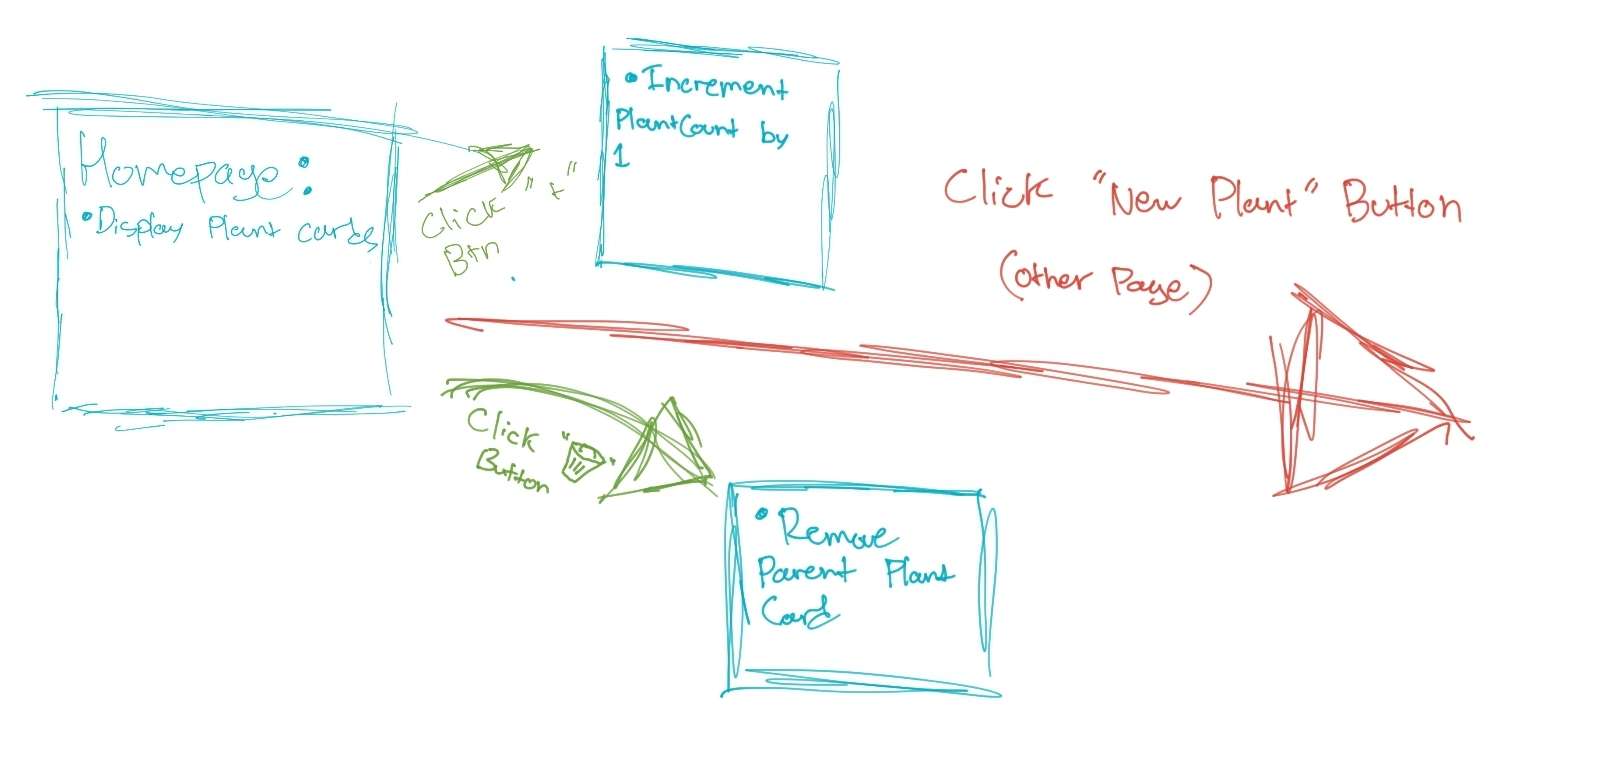 Homepage:
• Display Plant cards
Click "+"
Btn
• Increment
PlantCount by
1
Click "New Plant" Button
(other Page)
Click "
Button
"
• Remove
Parent Plant
Card